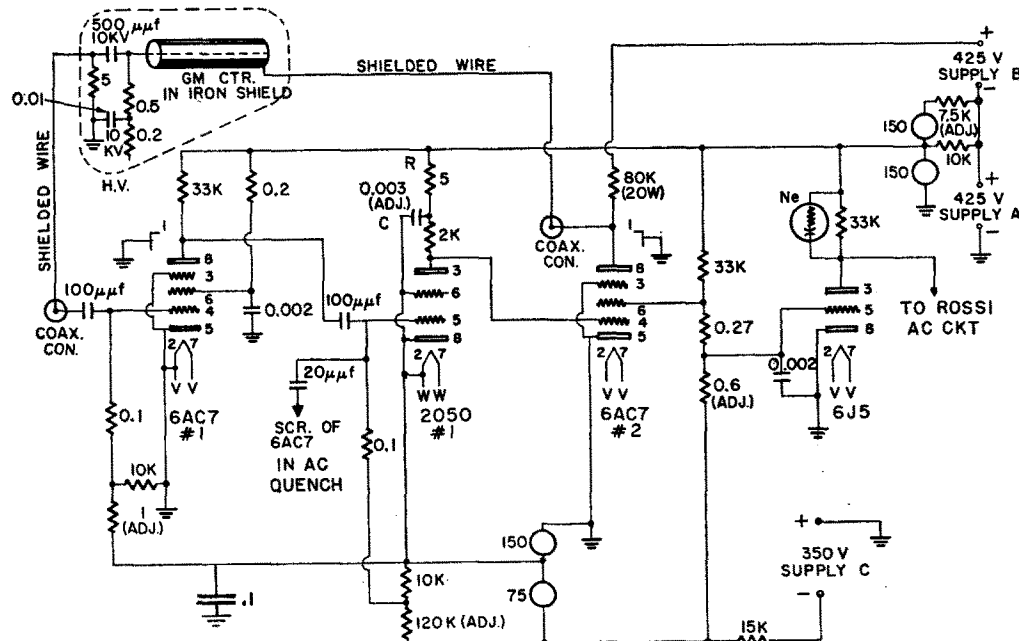 500 μμf
10KV
5
0.01
0.5
10
KV
0.2
H.V.
GM CTR.
IN IRON SHIELD
SHIELDED WIRE
SHIELDED WIRE
+
425 V
SUPPLY B
-
7.5K
(ADJ.)
150
10K
150
+
425 V
SUPPLY A
-
33K
0.2
R
5
0.003
(ADJ.)
C
2K
80K
(20W)
Ne
33K
33K
1
1
COAX.
CON.
100μμf
COAX.
CON.
8
3
6
4
5
2
7
V V
6AC7
#1
0.002
100μμf
20μμf
SCR. OF
6AC7
IN AC
QUENCH
3
6
5
8
2
7
W W
2050
#1
8
3
6
4
5
2
7
V V
6AC7
#2
0.27
0.6
(ADJ.)
0.002
3
5
8
2
7
V V
6J5
TO ROSSI
AC CKT
0.1
10K
1
(ADJ.)
0.1
.1
10K
120K (ADJ.)
150
75
+
350 V
SUPPLY C
-
15K